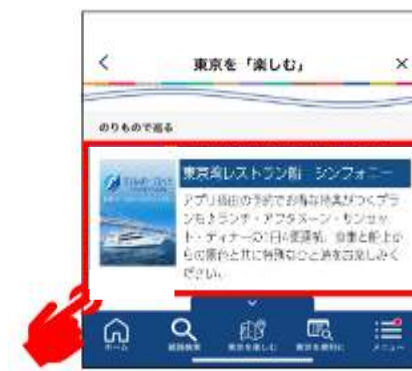 東京を「楽しむ」
のりもので巡る
東京湾レストラン船 シンフォニー
アプリ経由の予約でお得な特典がつくプラ
ンも♪ランチ・アフタヌーン・サンセッ
ト・ディナーの1日4便運航。食事と船上か
らの景色と共に特別なひと時をお楽しみく
ださい。
ホーム
経路検索
東京を楽しむ
東京を便利に
メニュー